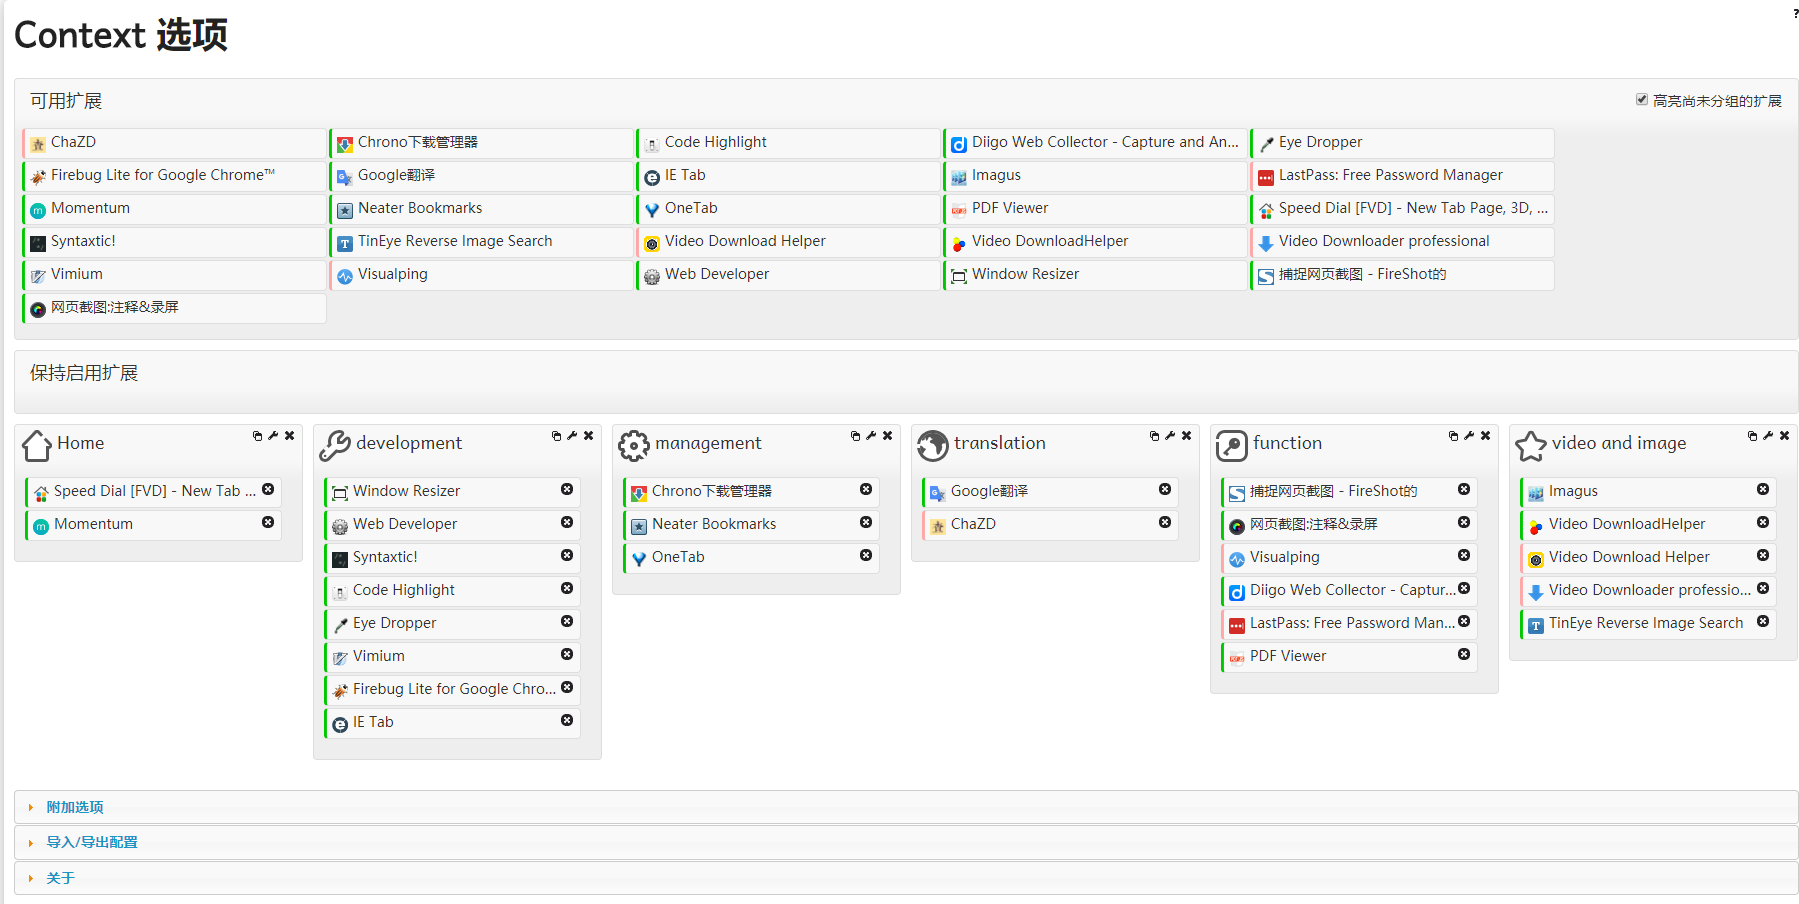 ?
Context 选项
可用扩展
高亮尚未分组的扩展
ChaZD
Chrono下载管理器
Code Highlight
Diigo Web Collector - Capture and An...
Eye Dropper
Firebug Lite for Google Chrome™
Google翻译
IE Tab
Imagus
LastPass: Free Password Manager
Momentum
Neater Bookmarks
OneTab
PDF Viewer
Speed Dial [FVD] - New Tab Page, 3D, ...
Syntaxtic!
TinEye Reverse Image Search
Video Download Helper
Video DownloadHelper
Video Downloader professional
Vimium
Visualping
Web Developer
Window Resizer
捕捉网页截图 - FireShot的
网页截图:注释&录屏
保持启用扩展
Home
Speed Dial [FVD] - New Tab ...
Momentum
development
Window Resizer
Web Developer
Syntaxtic!
Code Highlight
Eye Dropper
Vimium
Firebug Lite for Google Chro...
IE Tab
management
Chrono下载管理器
Neater Bookmarks
OneTab
translation
Google翻译
ChaZD
function
捕捉网页截图 - FireShot的
网页截图:注释&录屏
Visualping
Diigo Web Collector - Captur...
LastPass: Free Password Man...
PDF Viewer
video and image
Imagus
Video DownloadHelper
Video Download Helper
Video Downloader professio...
TinEye Reverse Image Search
附加选项
导入/导出配置
关于